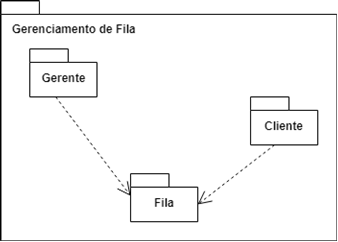 Gerenciamento de Fila
Gerente
Cliente
Fila